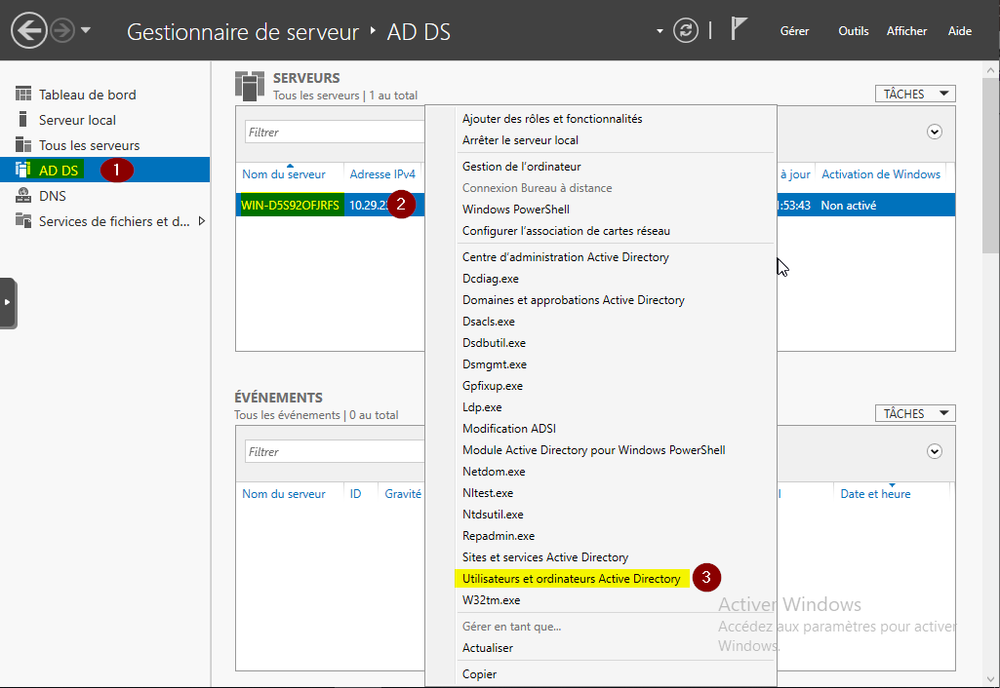 Gestionnaire de serveur ‣ AD DS
Gérer Outils Afficher Aide
Tableau de bord
Serveur local
Tous les serveurs
AD DS 1
DNS
Services de fichiers et d...
SERVEURS
Tous les serveurs | 1 au total
TÂCHES
Filtrer
Nom du serveur Adresse IPv4 à jour Activation de Windows
WIN-D5S92OFJRFS 10.29.2 2 :53:43 Non activé
Ajouter des rôles et fonctionnalités
Arrêter le serveur local
Gestion de l'ordinateur
Connexion Bureau à distance
Windows PowerShell
Configurer l'association de cartes réseau
Centre d'administration Active Directory
Dcdiag.exe
Domaines et approbations Active Directory
Dsacls.exe
Dsdbutil.exe
Dsmgmt.exe
Gpfixup.exe
Ldp.exe
Modification ADSI
Module Active Directory pour Windows PowerShell
Netdom.exe
Nltest.exe
Ntdsutil.exe
Repadmin.exe
Sites et services Active Directory
Utilisateurs et ordinateurs Active Directory 3
W32tm.exe
Gérer en tant que...
Actualiser
Copier
ÉVÉNEMENTS
Tous les événements | 0 au total
TÂCHES
Filtrer
Nom du serveur ID Gravité Date et heure
Activer Windows
Accédez aux paramètres pour activer
Windows.